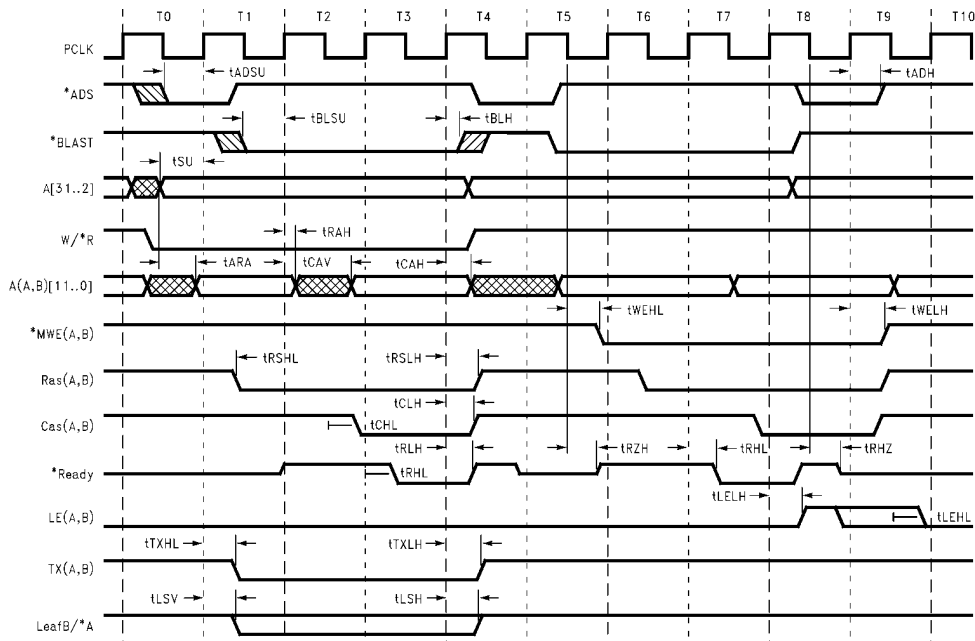 T0 T1 T2 T3 T4 T5 T6 T7 T8 T9 T10
PCLK
tADSU tADH
*ADS
tBLSU tBLH
*BLAST
tSU
A[31..2]
W/*R tRAH
tARA tCAV tCAH
A(A,B)[11..0]
tWEHL tWELH
*MWE(A,B)
tRSHL tRSLH
Ras(A,B)
tCLH
Cas(A,B) tCHL
tRLH tRZH tRHL tRHZ
*Ready tRHL
tLELH
LE(A,B) tLEHL
tTXHL tTXLH
TX(A,B)
tLSV tLSH
LeafB/*A